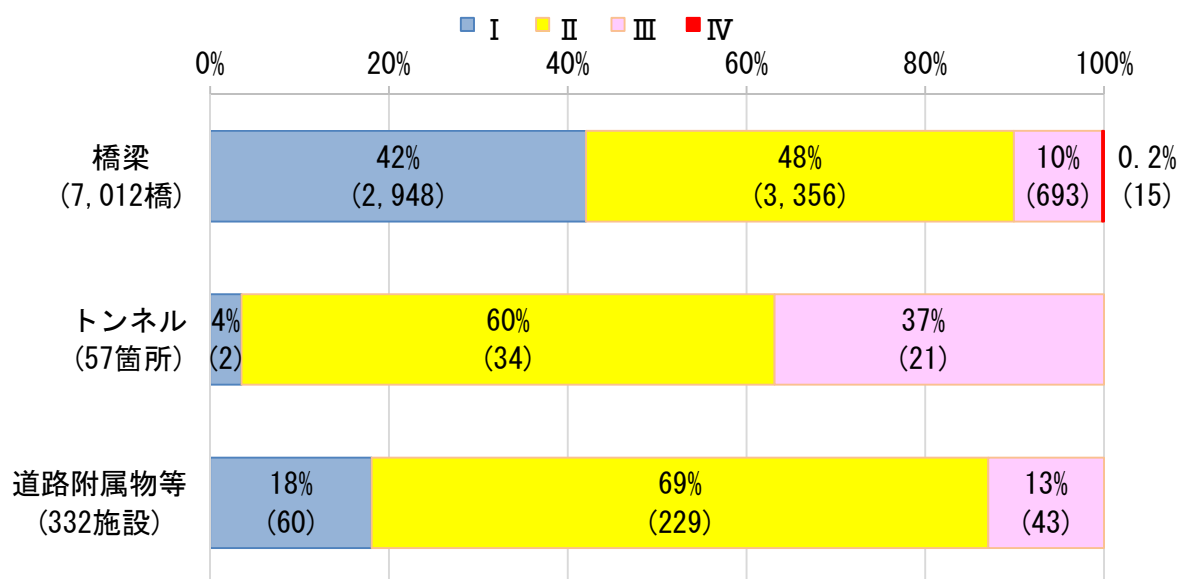 Ⅰ Ⅱ Ⅲ Ⅳ
0% 20% 40% 60% 80% 100%
橋梁
(7,012橋)
42% 48% 10% 0.2%
(2,948) (3,356) (693) (15)
トンネル
(57箇所)
4% 60% 37%
(2) (34) (21)
道路附属物等
(332施設)
18% 69% 13%
(60) (229) (43)